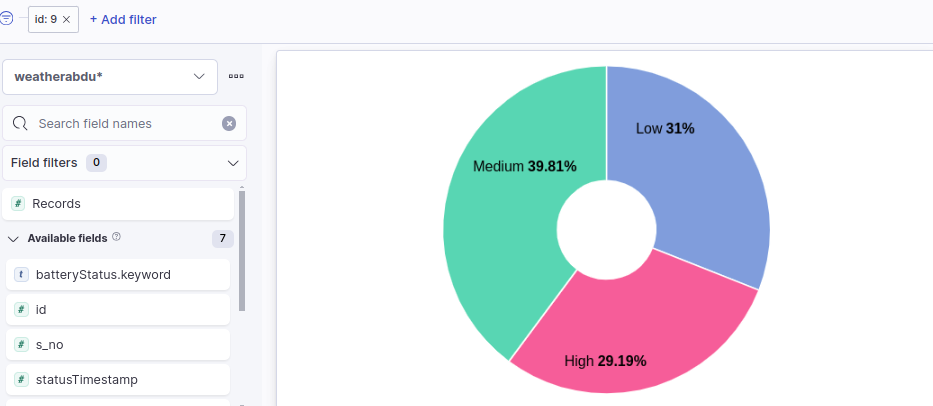 id: 9 ×
+ Add filter
weatherabdu*
Search field names
Field filters 0
# Records
Available fields ? 7
t batteryStatus.keyword
# id
# s_no
# statusTimestamp
Low 31%
Medium 39.81%
High 29.19%